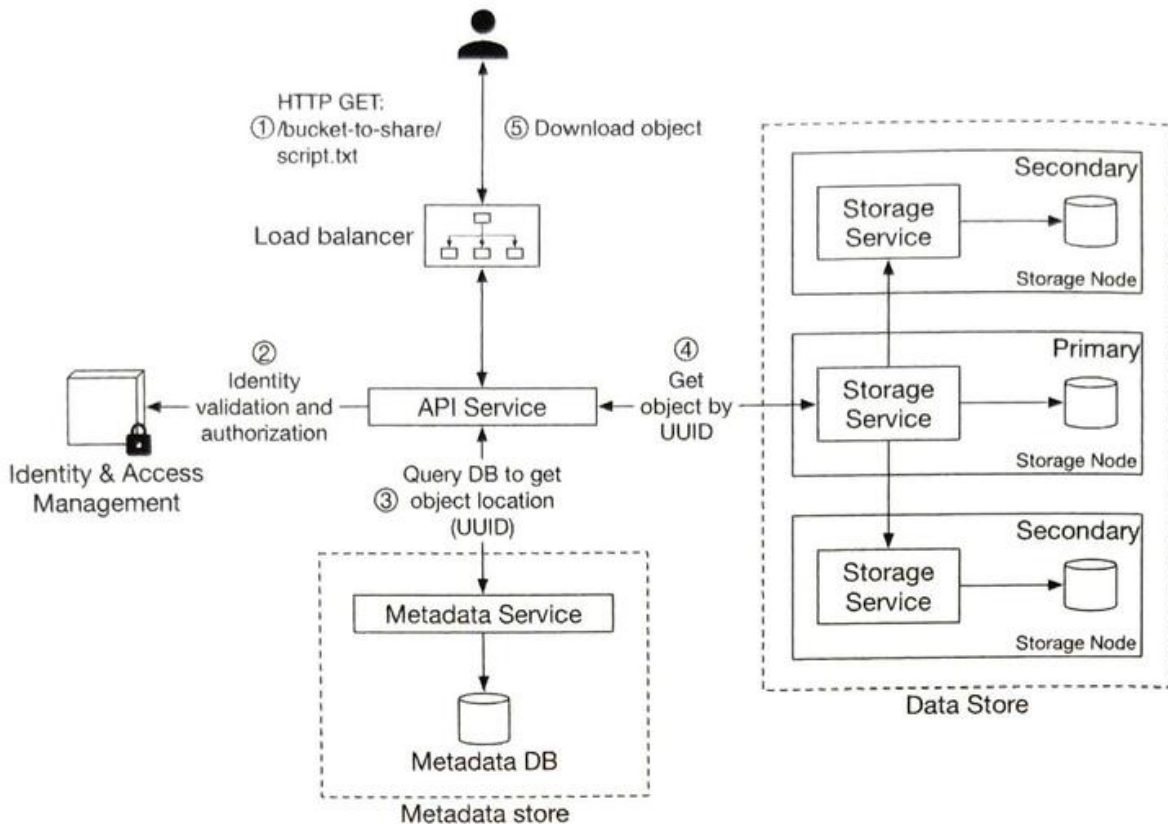 HTTP GET:
① /bucket-to-share/
script.txt
⑤ Download object
Load balancer
②
Identity
validation and
authorization
Identity & Access
Management
API Service
④
Get
object by
UUID
Query DB to get
③ object location
(UUID)
Metadata Service
Metadata DB
Metadata store
Secondary
Storage
Service
Storage Node
Primary
Storage
Service
Storage Node
Secondary
Storage
Service
Storage Node
Data Store